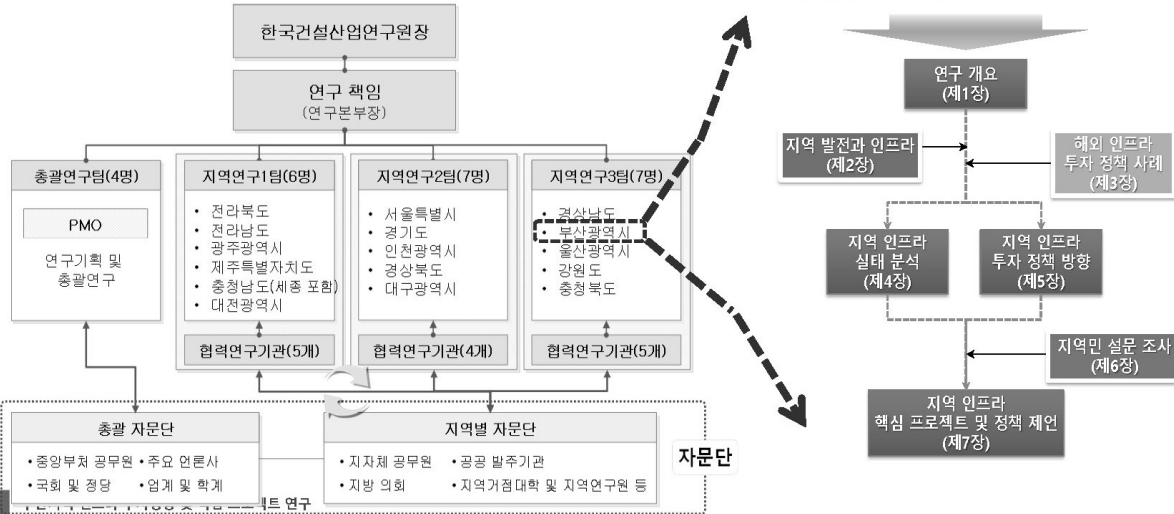 한국건설산업연구원장
연구 책임
(연구본부장)
총괄연구팀(4명)
PMO
연구기획 및
총괄연구
지역연구1팀(6명)
• 전라북도
• 전라남도
• 광주광역시
• 제주특별자치도
• 충청남도(세종 포함)
• 대전광역시
협력연구기관(5개)
지역연구2팀(7명)
• 서울특별시
• 경기도
• 인천광역시
• 경상북도
• 대구광역시
협력연구기관(4개)
지역연구3팀(7명)
• 경상남도
• 부산광역시
• 울산광역시
• 강원도
• 충청북도
협력연구기관(5개)
총괄 자문단
• 중앙부처 공무원 • 주요 언론사
• 국회 및 정당 • 업계 및 학계
지역별 자문단
• 지자체 공무원 • 공공 발주기관
• 지방 의회 • 지역거점대학 및 지역연구원 등
자문단
연구
연구 개요
(제1장)
지역 발전과 인프라
(제2장)
해외 인프라
투자 정책 사례
(제3장)
지역 인프라
실태 분석
(제4장)
지역 인프라
투자 정책 방향
(제5장)
지역민 설문 조사
(제6장)
지역 인프라
핵심 프로젝트 및 정책 제언
(제7장)